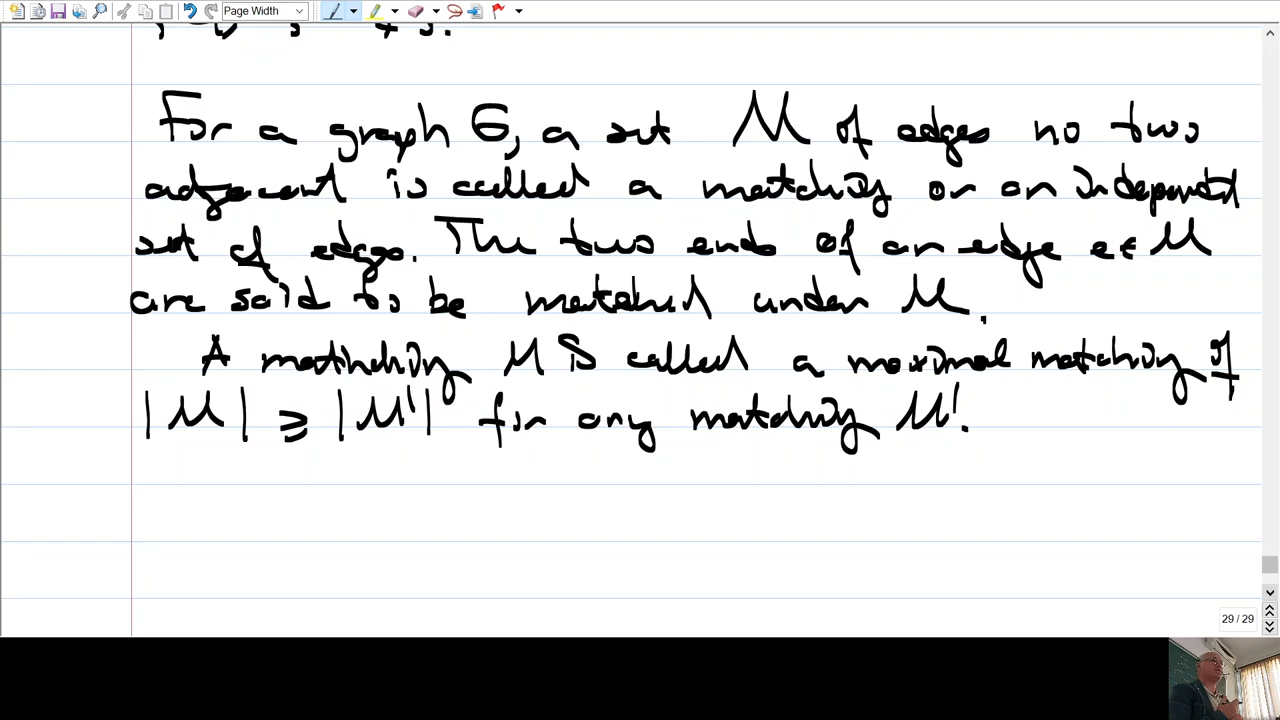 Page Width
For a graph G, a set M of edges no two
adjacent is called a matching or an independent
set of edges. The two ends of an edge e ∈ M
are said to be matched under M.
A matching M is called a maximal matching of
|M| ≥ |M'| for any matching M'.
29 / 29